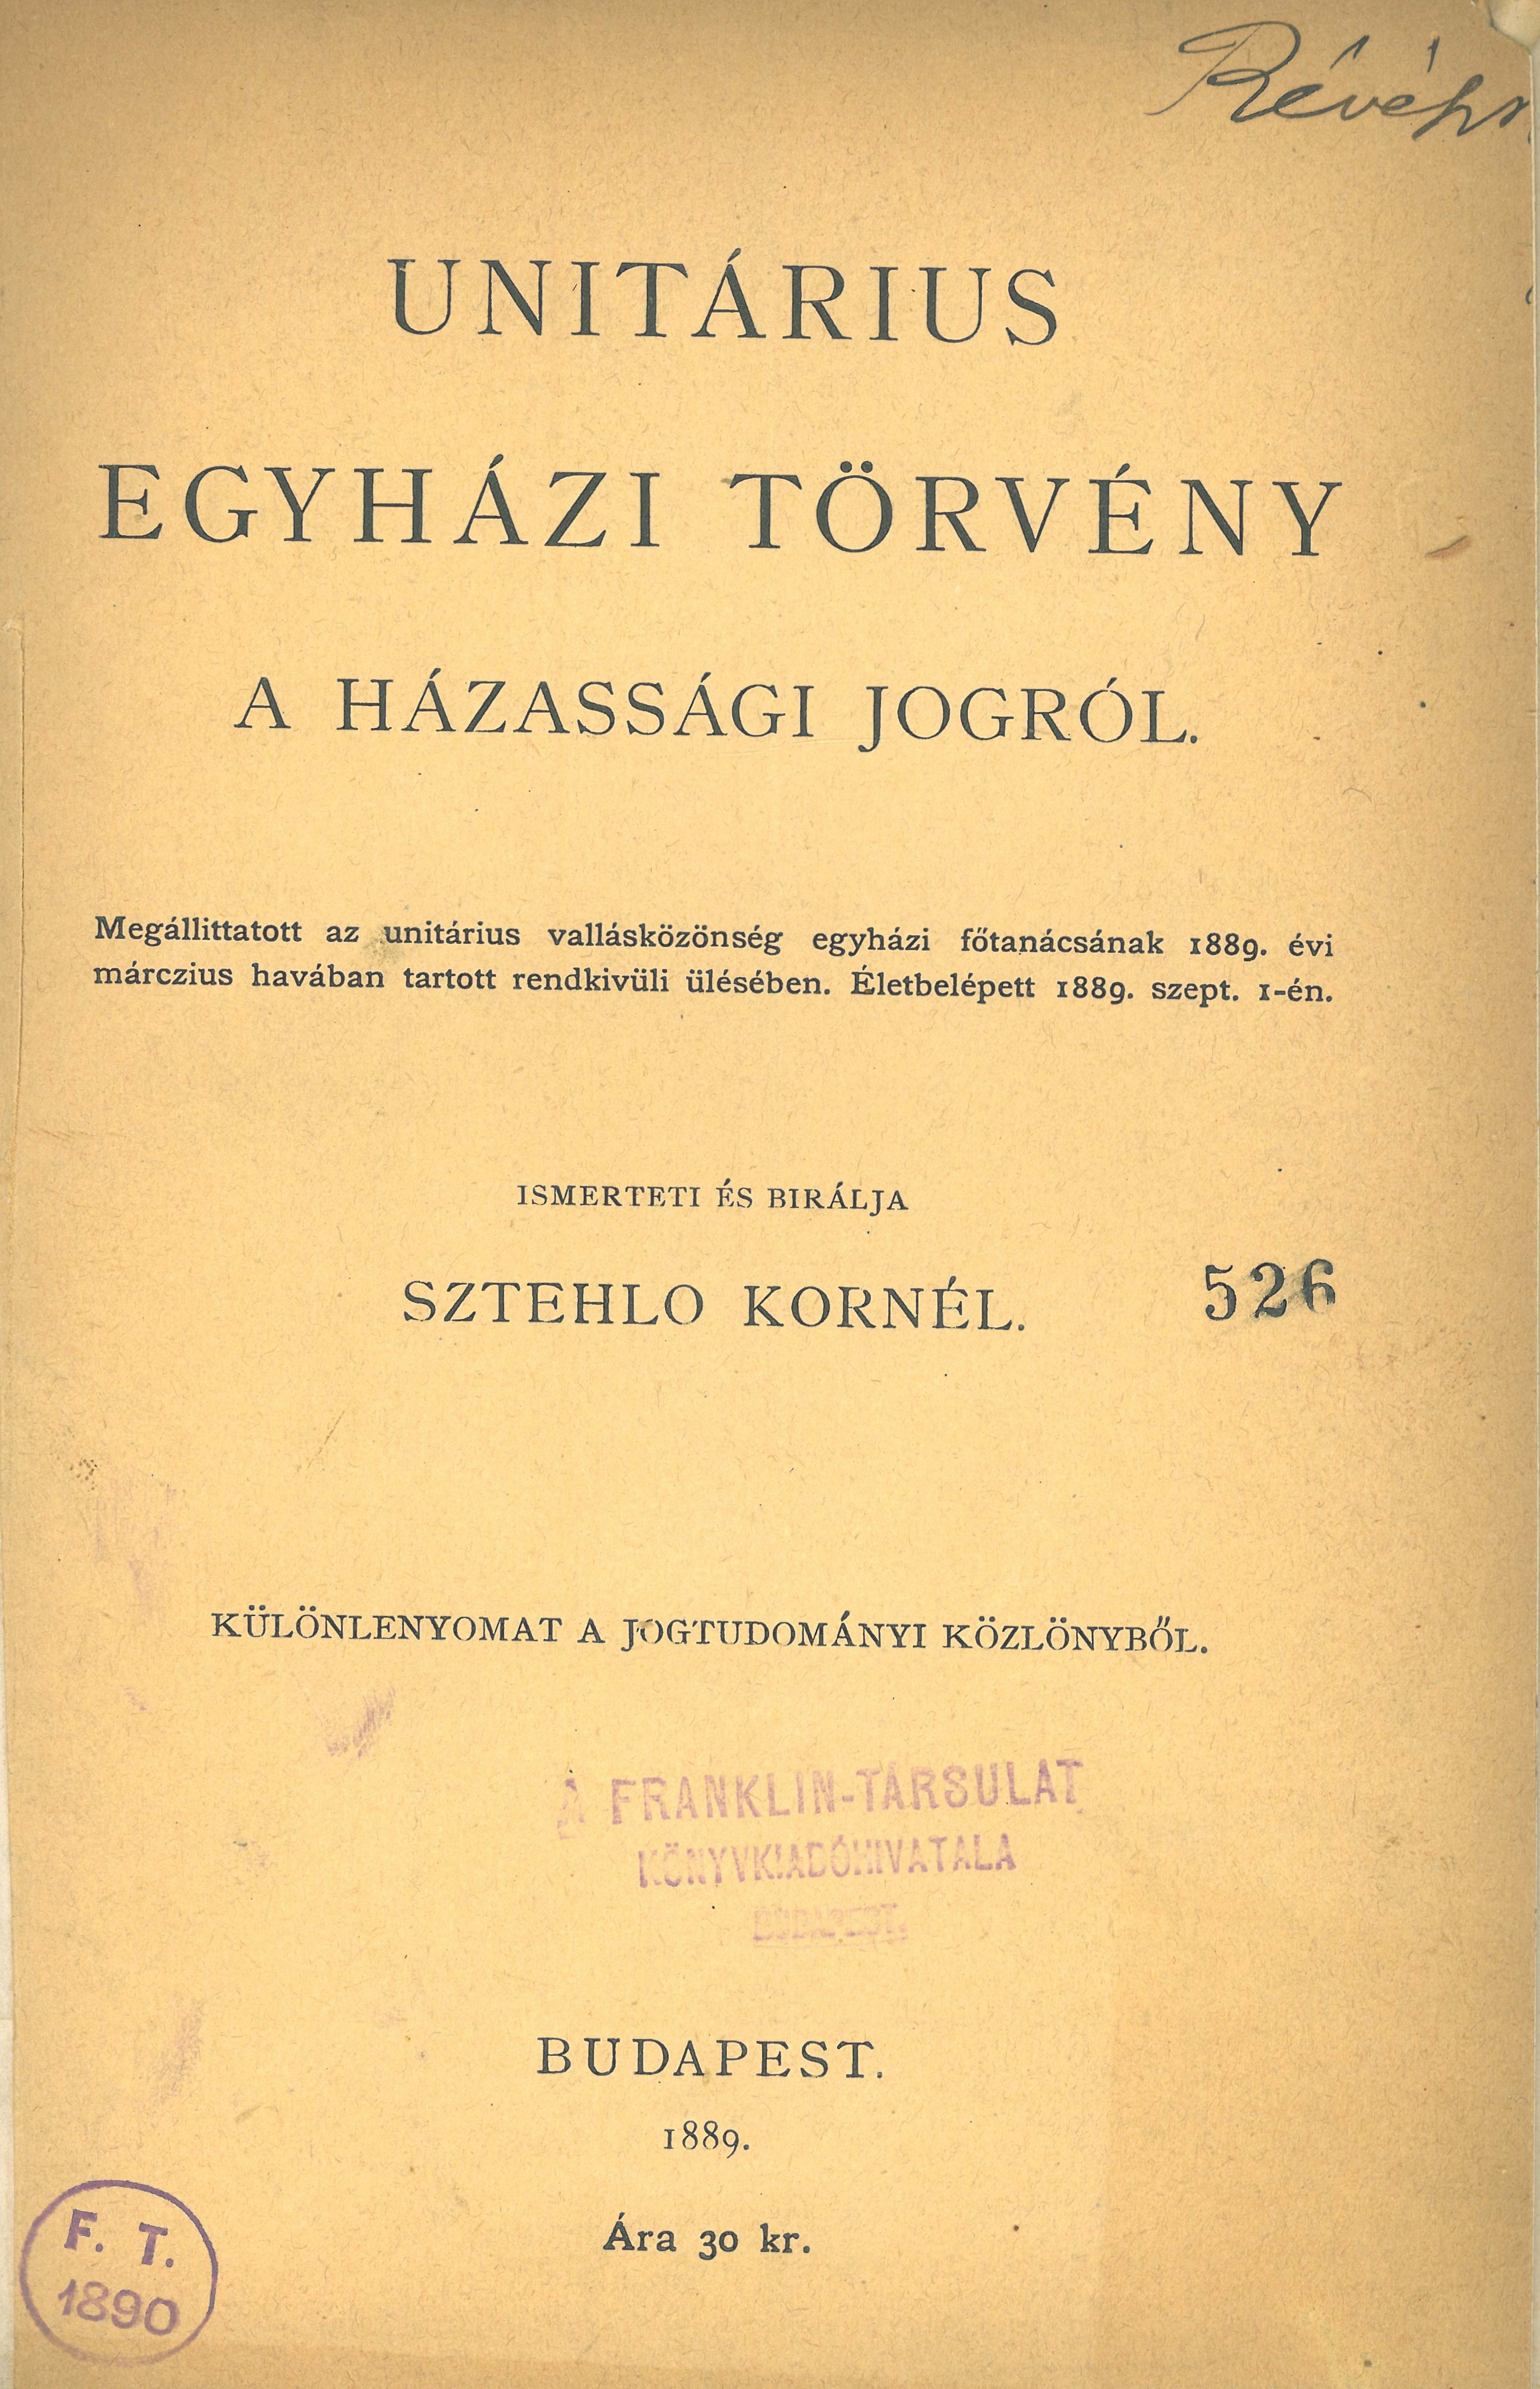 UNITÁRIUS
EGYHÁZI TÖRVÉNY
A HÁZASSÁGI JOGRÓL.
Megállittatott az unitárius vallásközönség egyházi főtanácsának 1889. évi
márczius havában tartott rendkivüli ülésében. Életbelépett 1889. szept. 1-én.
ISMERTETI ÉS BIRÁLJA
SZTEHLO KORNÉL.
526
KÜLÖNLENYOMAT A JOGTUDOMÁNYI KÖZLÖNYBŐL.
A FRANKLIN-TÁRSULAT
KÖNYVKIADÓHIVATALA
BUDAPEST.
BUDAPEST.
1889.
Ára 30 kr.
F. T.
1890